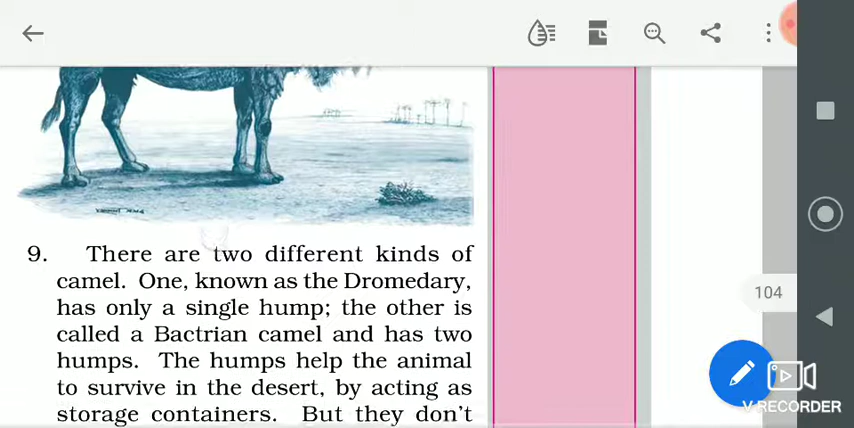 104
9. There are two different kinds of
camel. One, known as the Dromedary,
has only a single hump; the other is
called a Bactrian camel and has two
humps. The humps help the animal
to survive in the desert, by acting as
storage containers. But they don't
V RECORDER